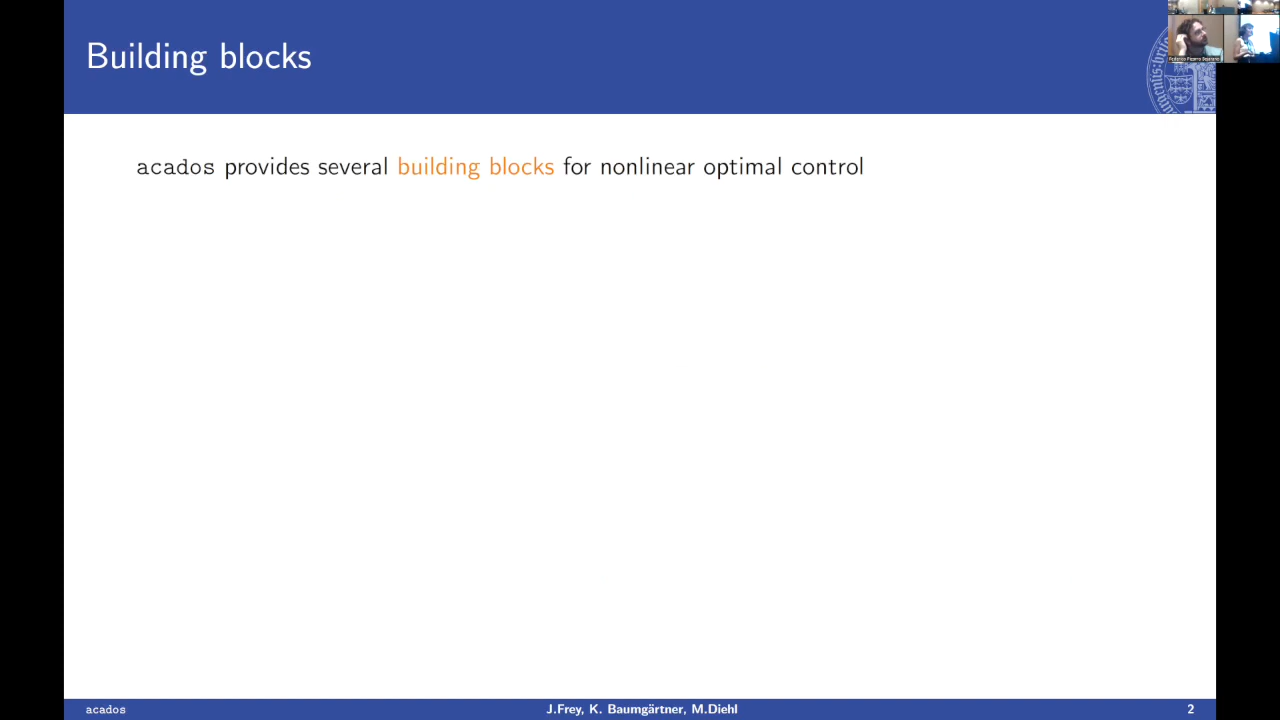 Building blocks
acados provides several building blocks for nonlinear optimal control
acados
J.Frey, K. Baumgärtner, M.Diehl
2